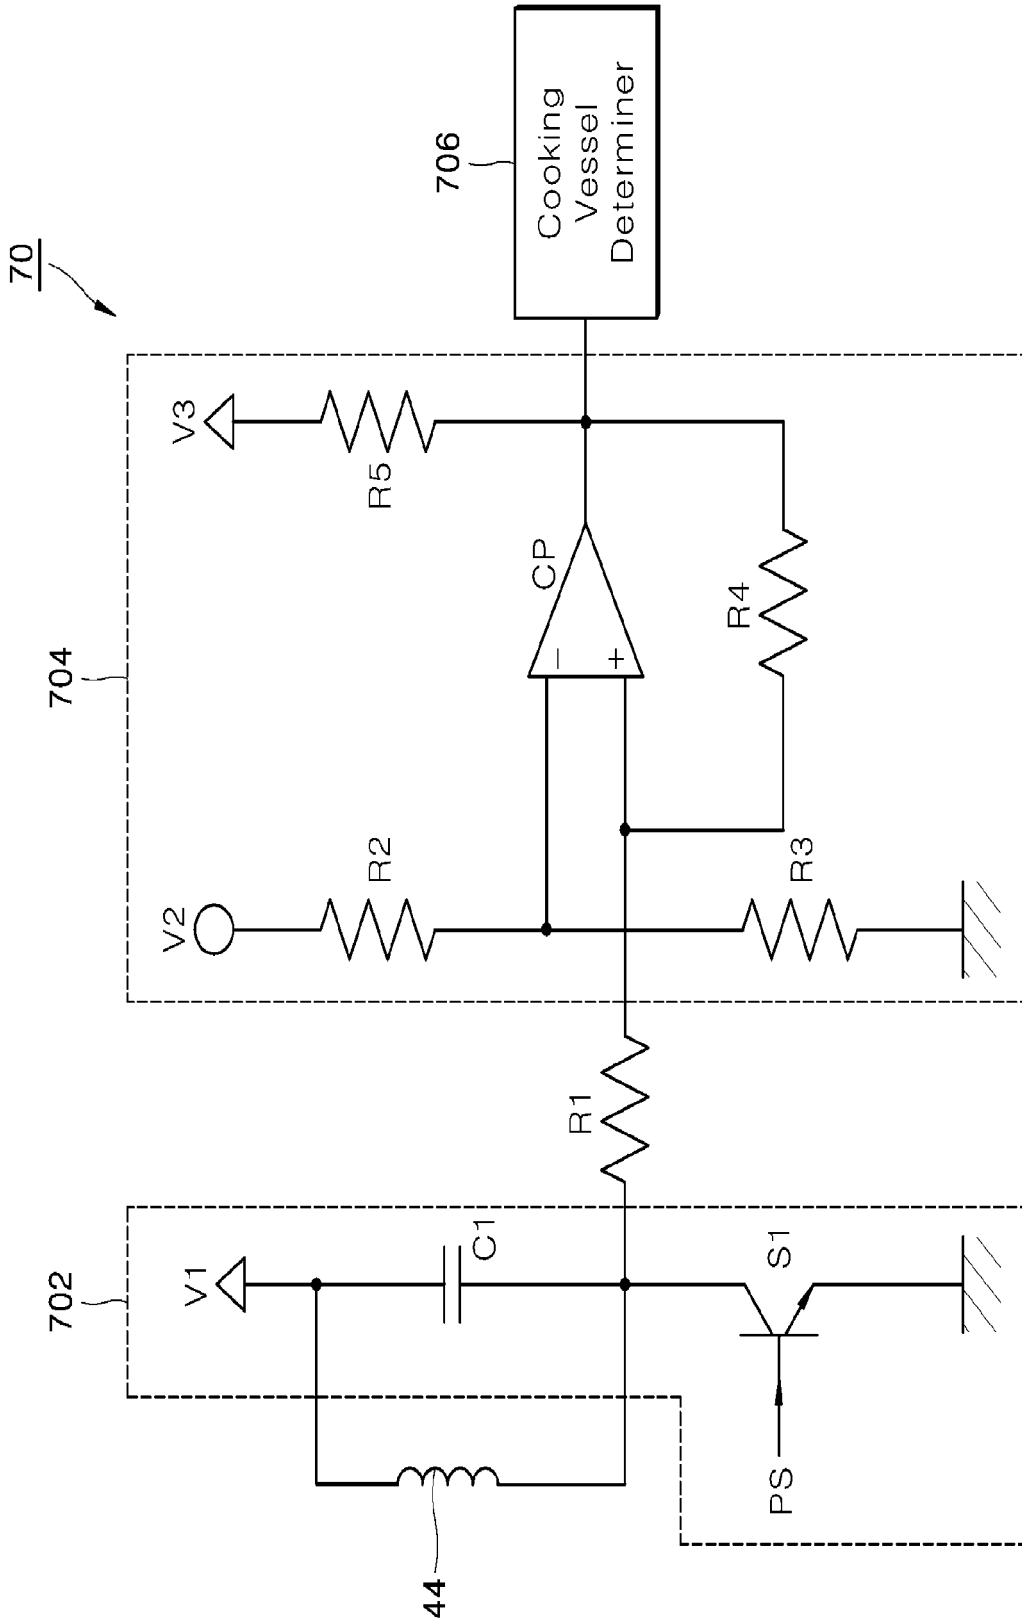 70
702
704
706
V1
V2
V3
C1
R1
R2
R3
R4
R5
CP
−
+
S1
PS
44
Cooking
Vessel
Determiner